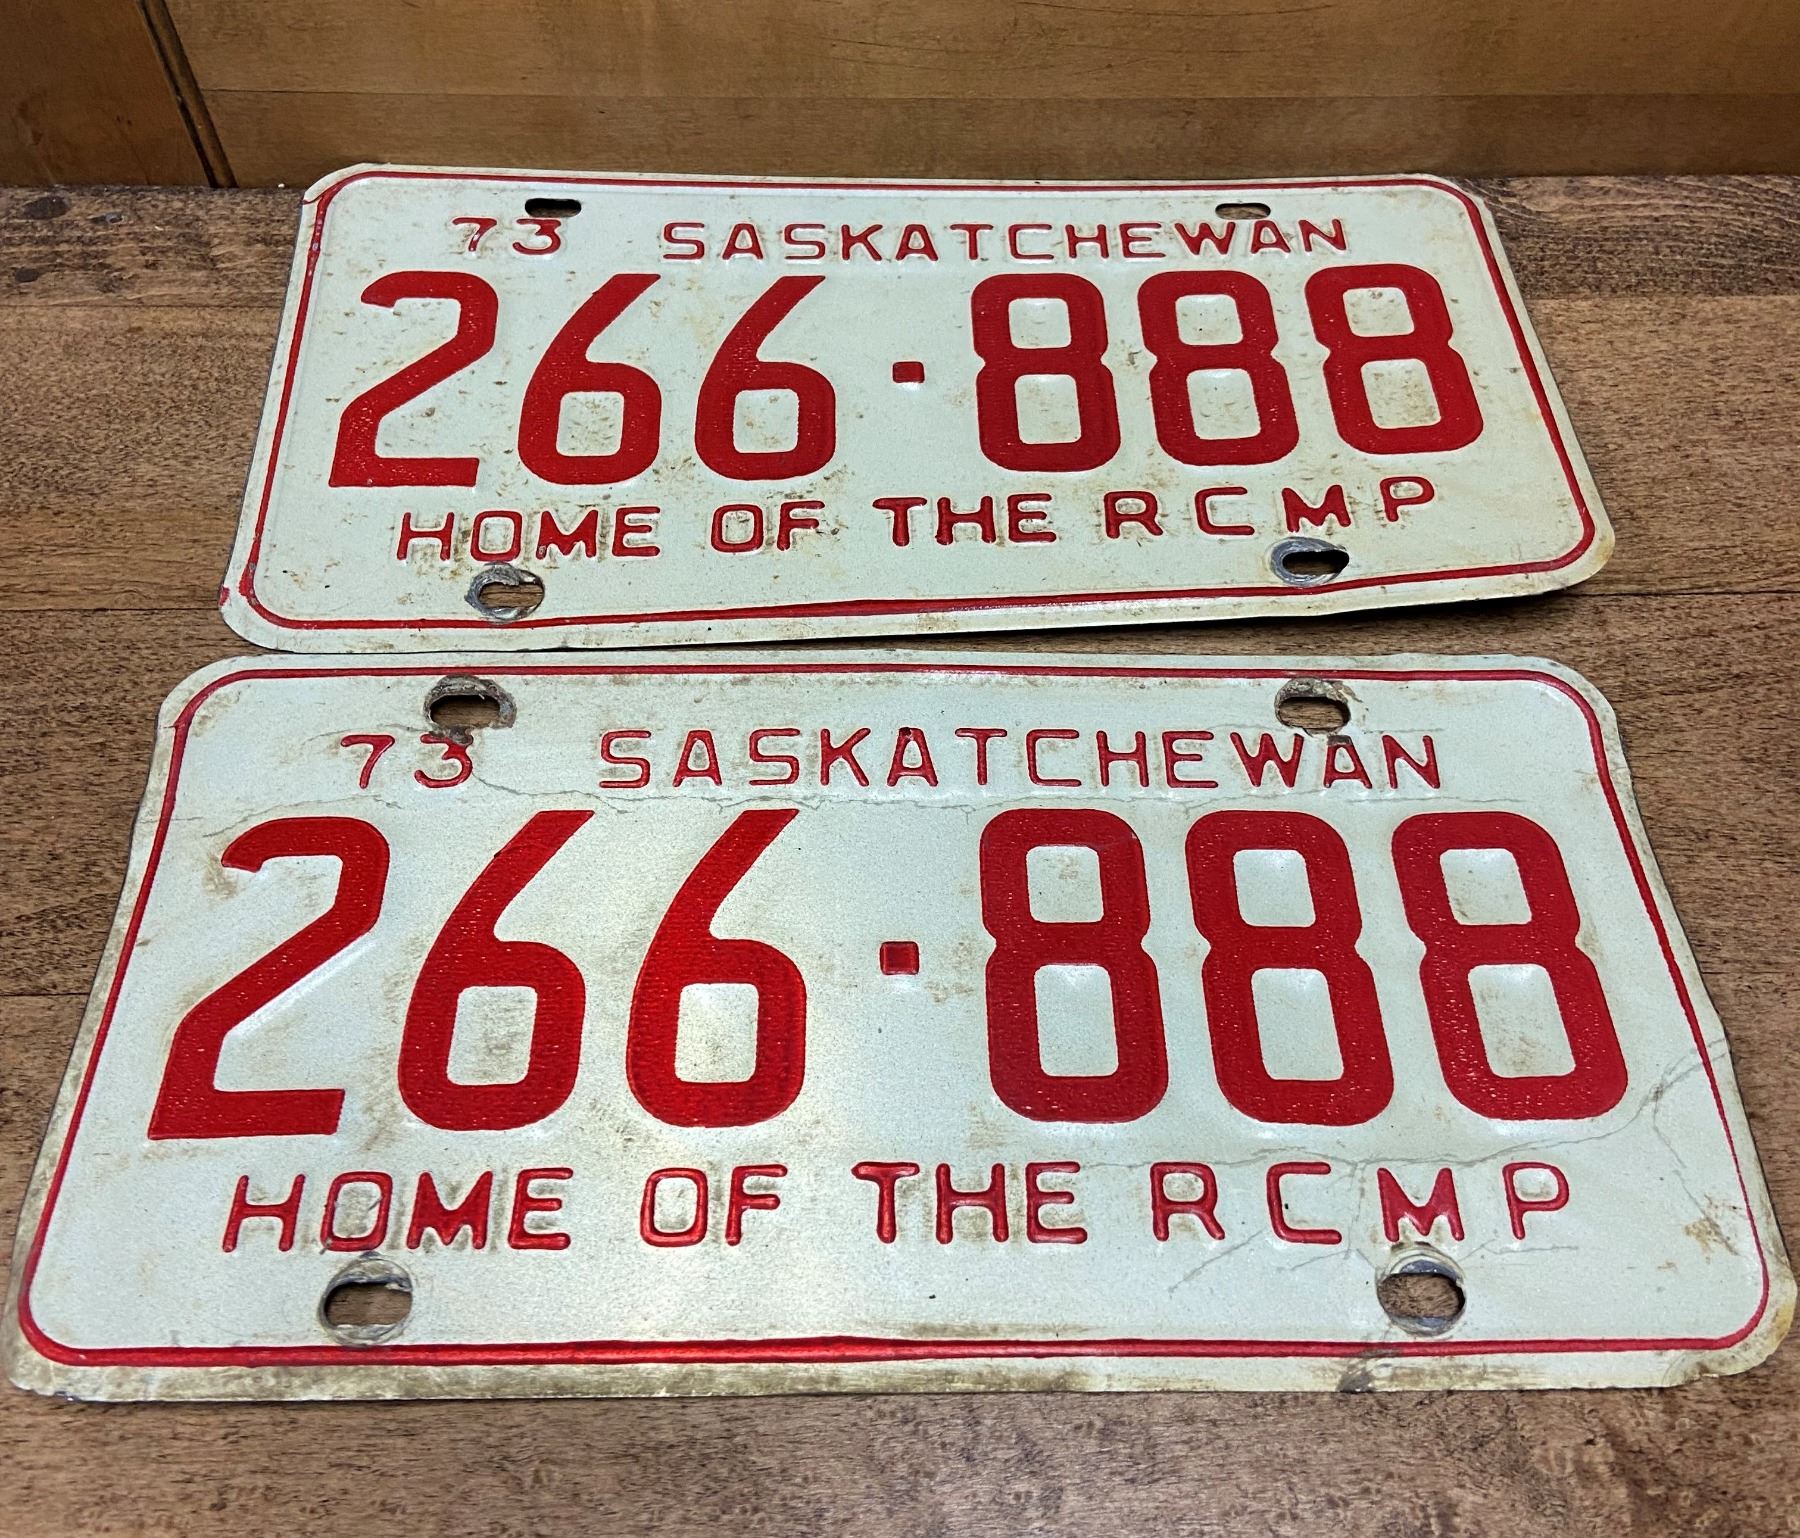 73 SASKATCHEWAN
266·888
HOME OF THE RCMP
73 SASKATCHEWAN
266·888
HOME OF THE RCMP